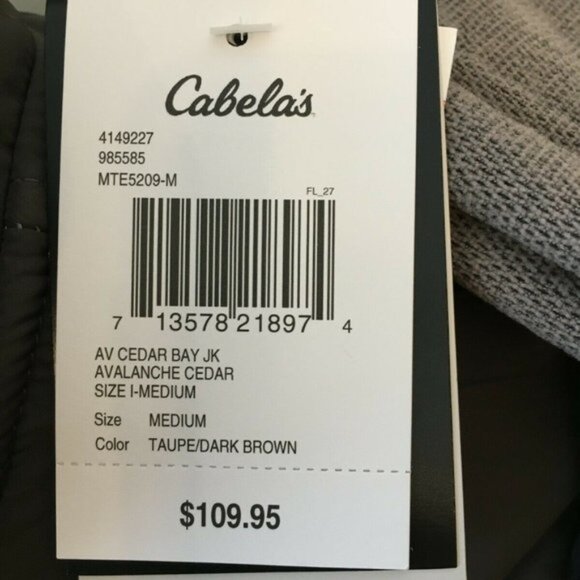 Cabela's
4149227
985585
MTE5209-M
FL_27
7 13578 21897 4
AV CEDAR BAY JK
AVALANCHE CEDAR
SIZE I-MEDIUM
Size MEDIUM
Color TAUPE/DARK BROWN
$109.95